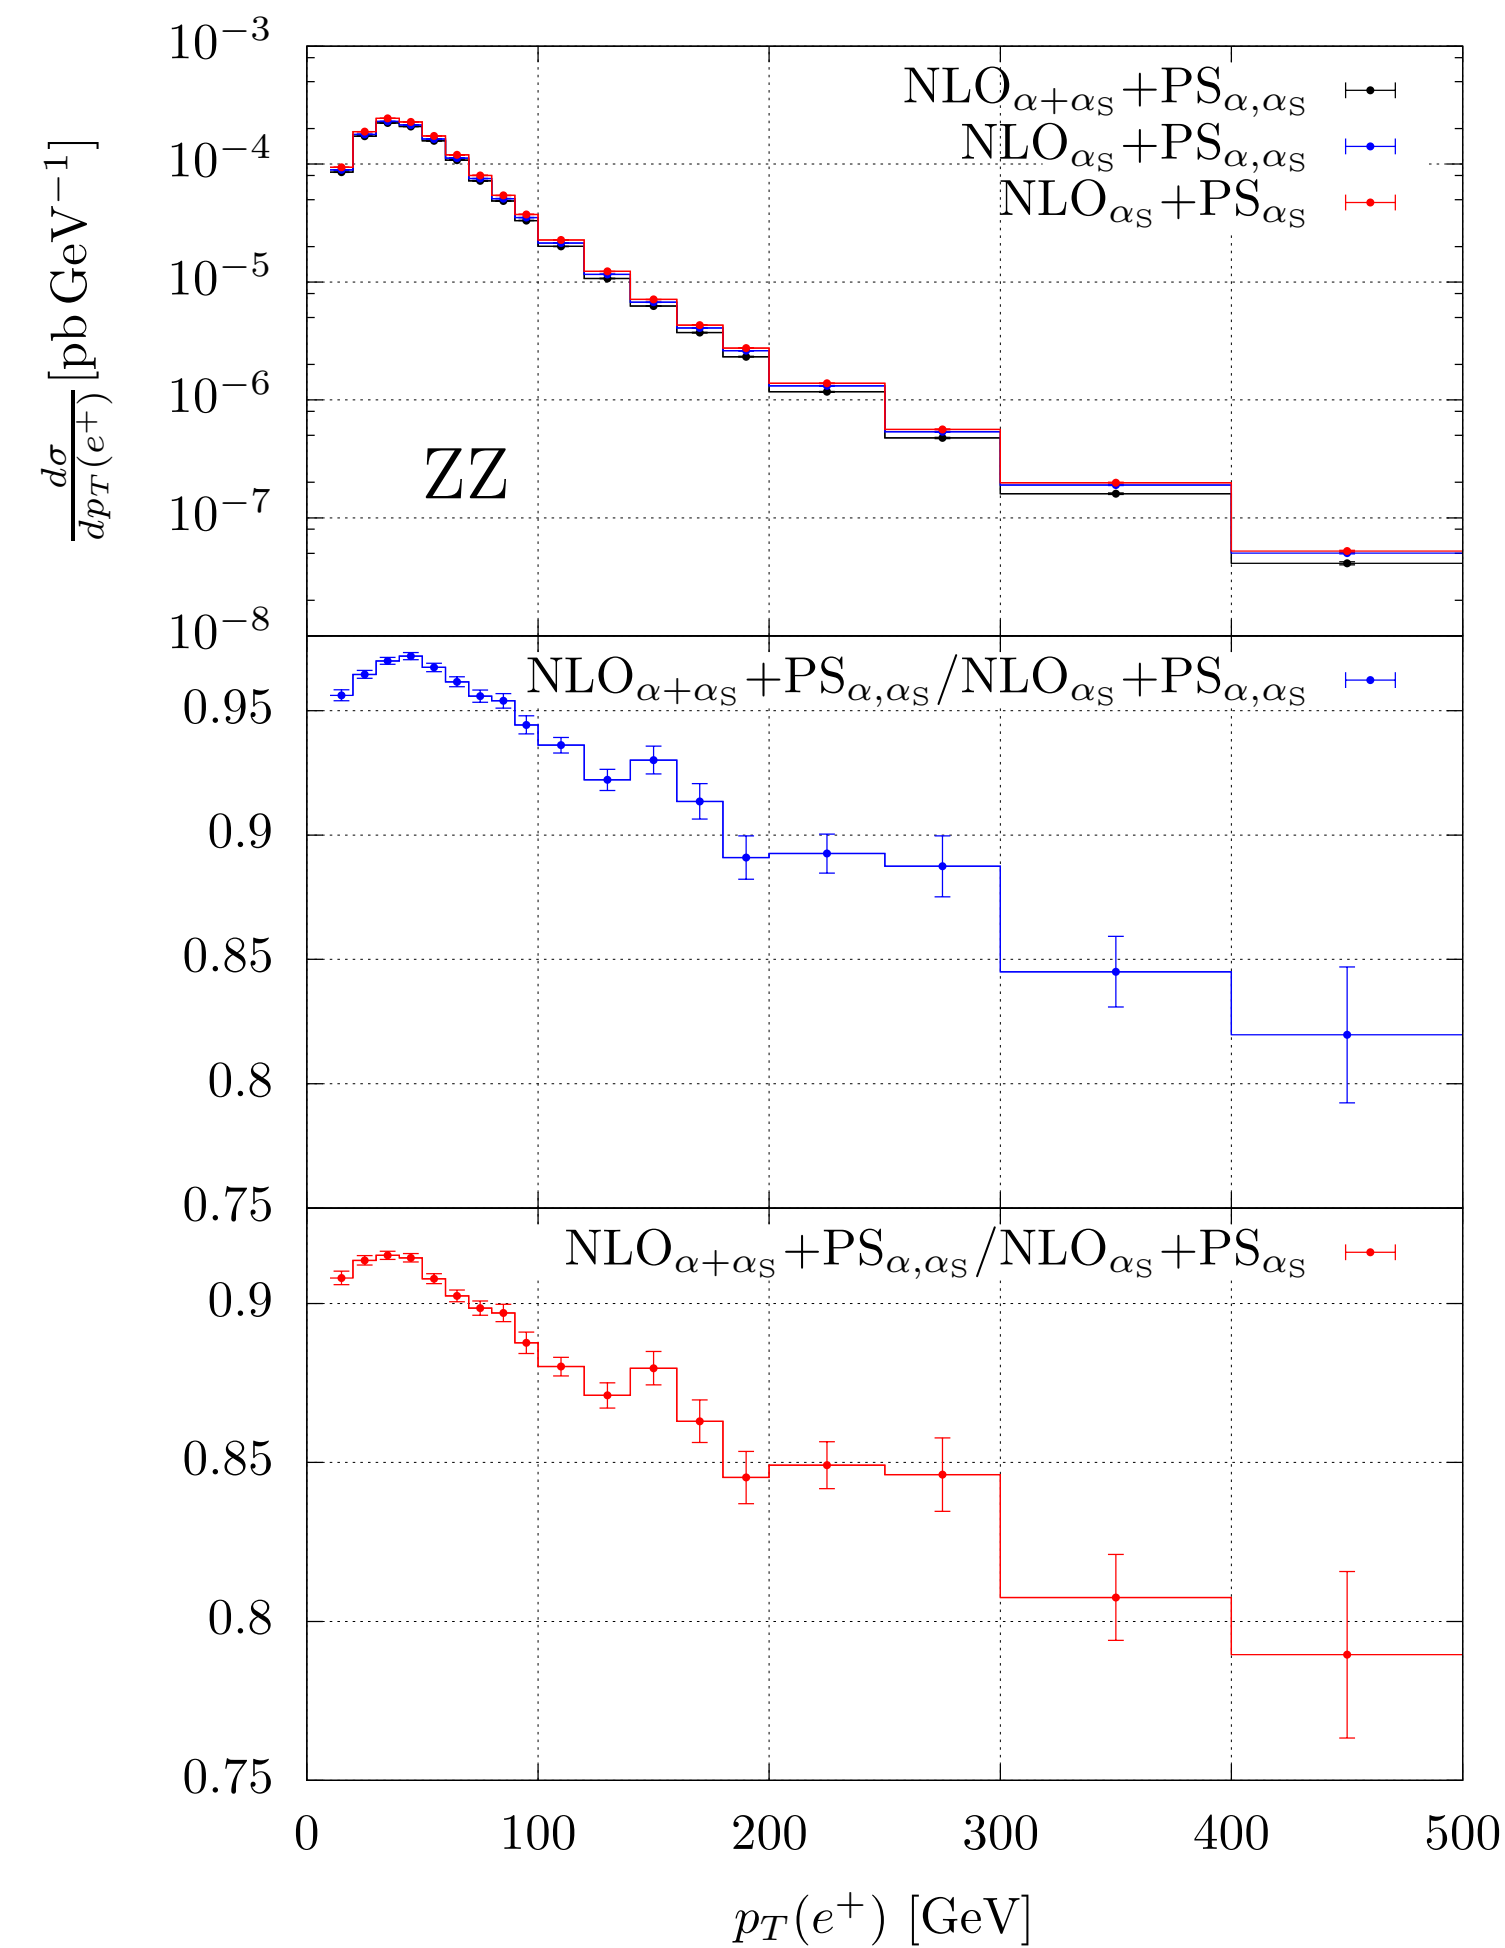 10⁻³
10⁻⁴
10⁻⁵
10⁻⁶
10⁻⁷
10⁻⁸
dσ/dp_T(e⁺) [pb GeV⁻¹]
NLO_{α+α_S}+PS_{α,α_S}
NLO_{α_S}+PS_{α,α_S}
NLO_{α_S}+PS_{α_S}
ZZ
NLO_{α+α_S}+PS_{α,α_S}/NLO_{α_S}+PS_{α,α_S}
0.95
0.9
0.85
0.8
0.75
NLO_{α+α_S}+PS_{α,α_S}/NLO_{α_S}+PS_{α_S}
0.9
0.85
0.8
0.75
0 100 200 300 400 500
p_T(e⁺) [GeV]